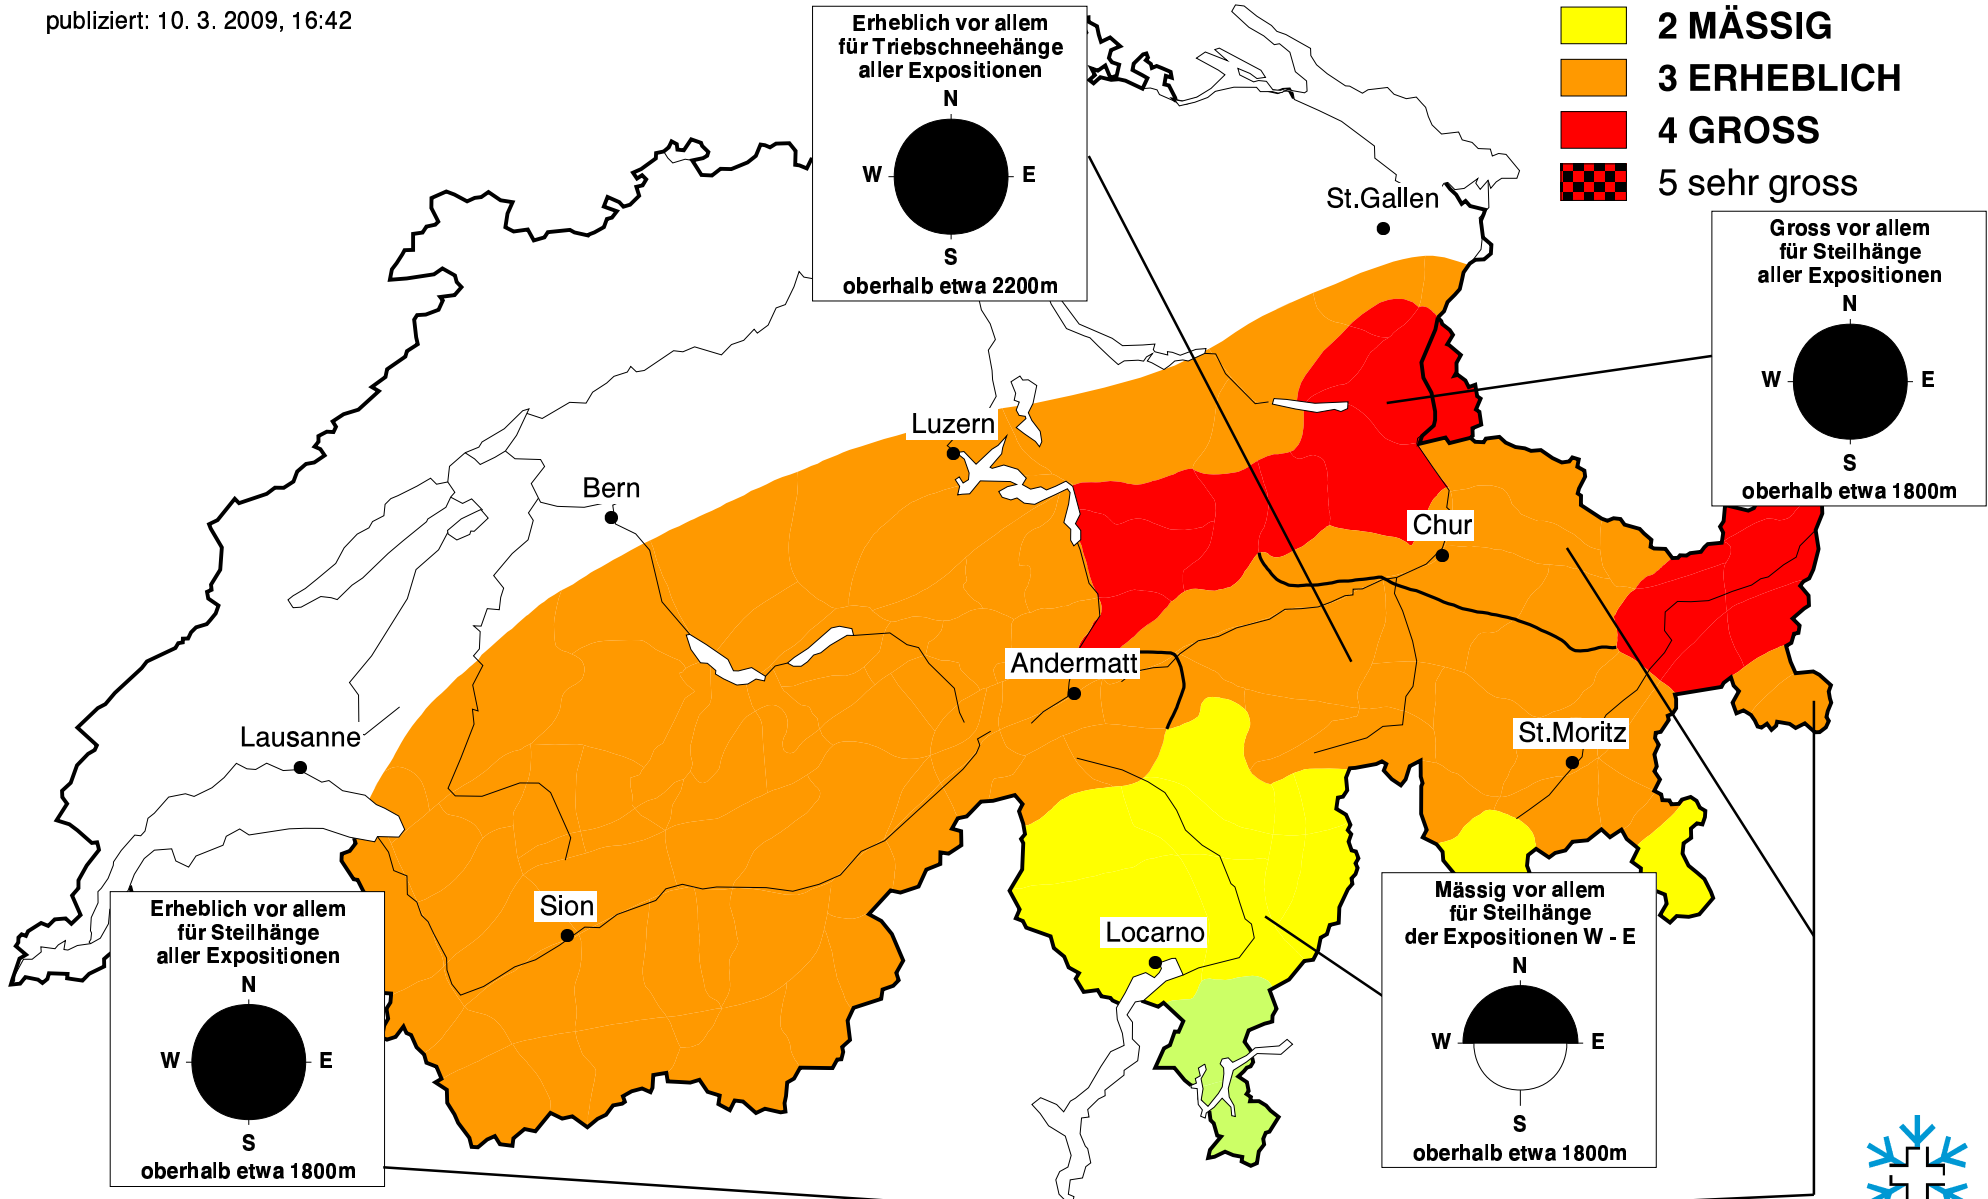 publiziert: 10. 3. 2009, 16:42
Erheblich vor allem
für Triebschneehänge
aller Expositionen
N
W
E
S
oberhalb etwa 2200m
2 MÄSSIG
3 ERHEBLICH
4 GROSS
5 sehr gross
Gross vor allem
für Steilhänge
aller Expositionen
N
W
E
S
oberhalb etwa 1800m
St.Gallen
Luzern
Bern
Chur
Andermatt
Lausanne
St.Moritz
Sion
Locarno
Erheblich vor allem
für Steilhänge
aller Expositionen
N
W
E
S
oberhalb etwa 1800m
Mässig vor allem
für Steilhänge
der Expositionen W - E
N
W
E
S
oberhalb etwa 1800m